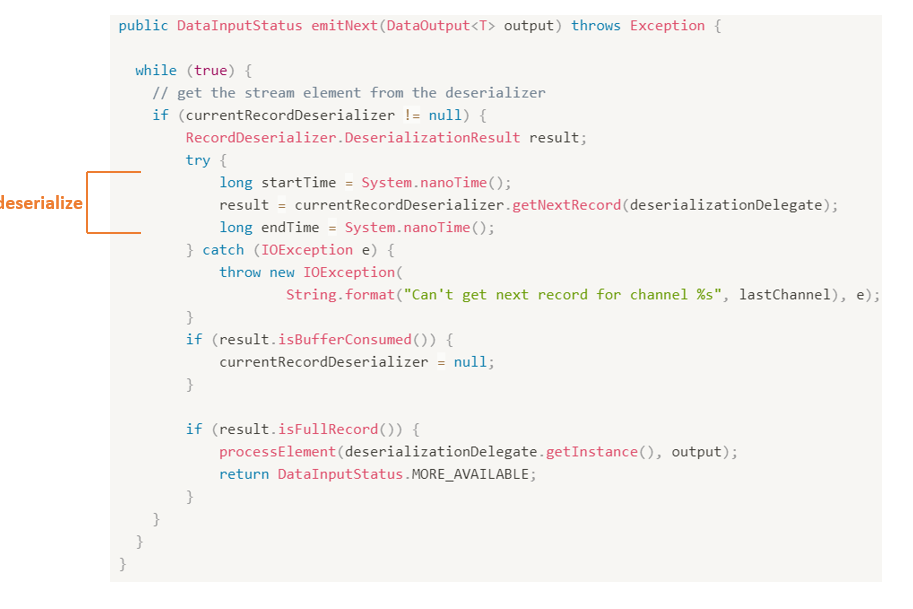 public DataInputStatus emitNext(DataOutput<T> output) throws Exception {
while (true) {
// get the stream element from the deserializer
if (currentRecordDeserializer != null) {
RecordDeserializer.DeserializationResult result;
try {
long startTime = System.nanoTime();
deserialize
result = currentRecordDeserializer.getNextRecord(deserializationDelegate);
long endTime = System.nanoTime();
} catch (IOException e) {
throw new IOException(
String.format("Can't get next record for channel %s", lastChannel), e);
}
if (result.isBufferConsumed()) {
currentRecordDeserializer = null;
}
if (result.isFullRecord()) {
processElement(deserializationDelegate.getInstance(), output);
return DataInputStatus.MORE_AVAILABLE;
}
}
}
}